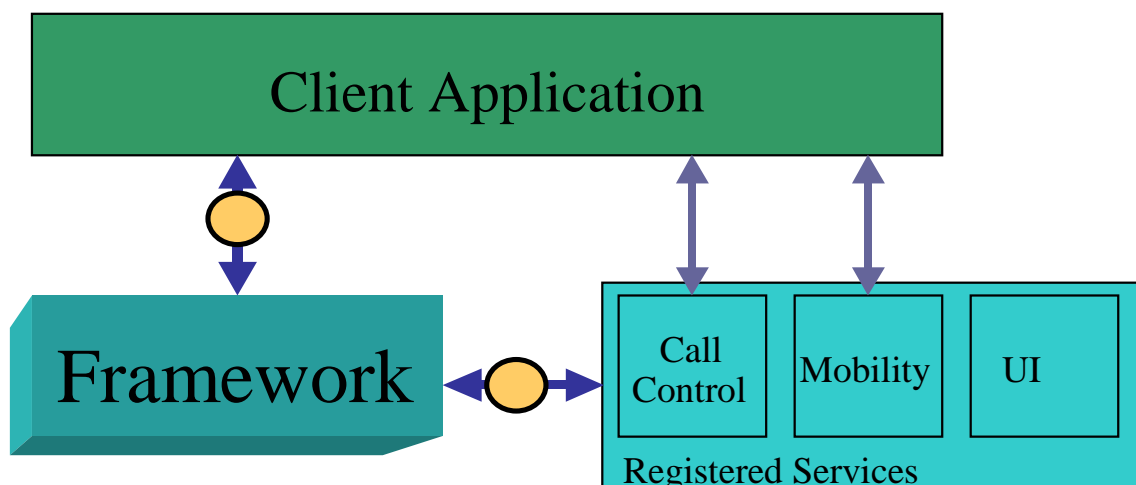 Client Application
Framework
Call
Control
Mobility
UI
Registered Services